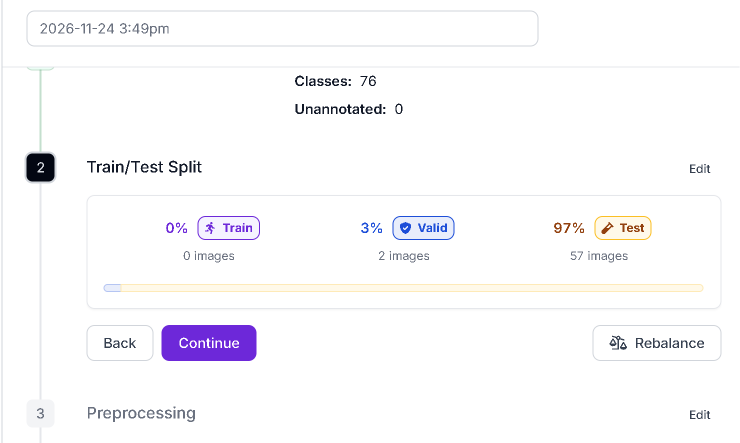 2026-11-24 3:49pm
Classes: 76
Unannotated: 0
2 Train/Test Split Edit
0% Train 3% Valid 97% Test
0 images 2 images 57 images
Back Continue Rebalance
3 Preprocessing Edit